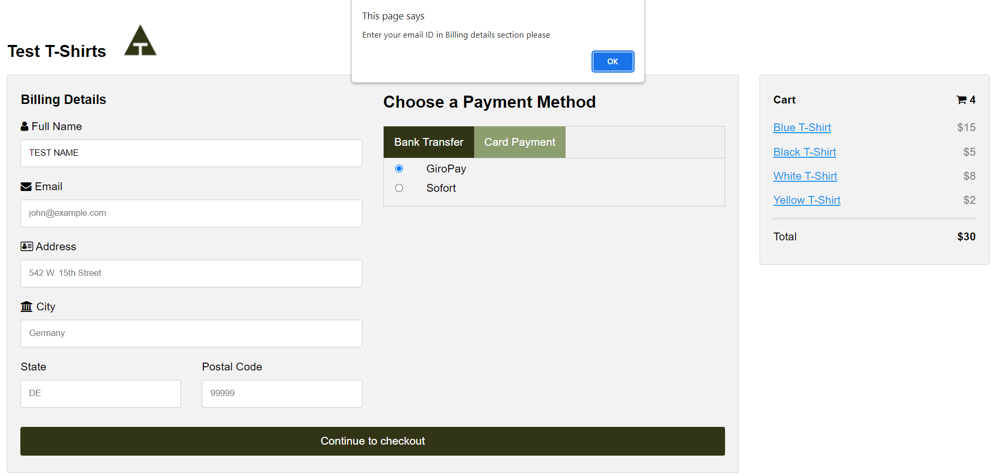 This page says
Enter your email ID in Billing details section please
OK
Test T-Shirts
T
Billing Details
Full Name
TEST NAME
Email
john@example.com
Address
542 W. 15th Street
City
Germany
State
Postal Code
DE
99999
Choose a Payment Method
Bank Transfer
Card Payment
GiroPay
Sofort
Continue to checkout
Cart 4
Blue T-Shirt $15
Black T-Shirt $5
White T-Shirt $8
Yellow T-Shirt $2
Total $30